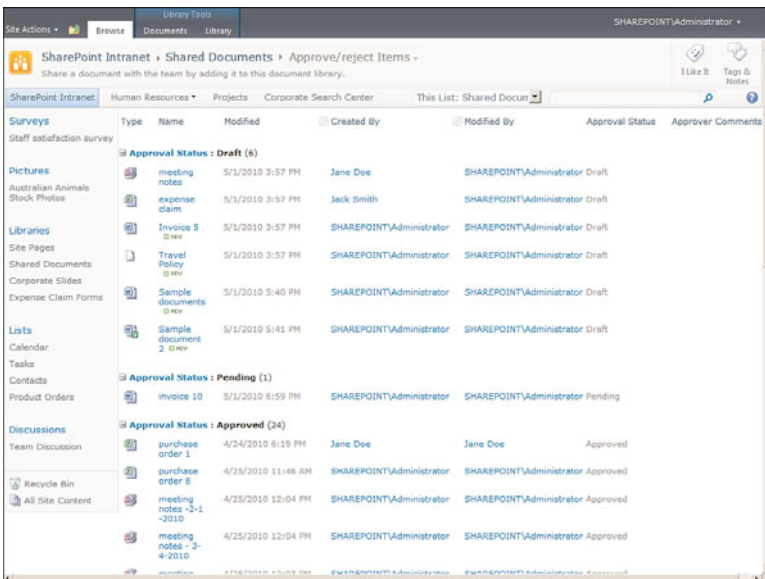 Library Tools
Site Actions
Browse
Documents
Library
SHAREPOINT\Administrator
SharePoint Intranet › Shared Documents › Approve/reject Items
Share a document with the team by adding it to this document library.
I Like It
Tags & Notes
SharePoint Intranet
Human Resources
Projects
Corporate Search Center
This List: Shared Docum
Surveys
Staff satisfaction survey
Pictures
Australian Animals
Stock Photos
Libraries
Site Pages
Shared Documents
Corporate Slides
Expense Claim Forms
Lists
Calendar
Tasks
Contacts
Product Orders
Discussions
Team Discussion
Recycle Bin
All Site Content
Type Name Modified Created By Modified By Approval Status Approver Comments
Approval Status : Draft (6)
meeting notes 5/1/2010 3:57 PM Jane Doe SHAREPOINT\Administrator Draft
expense claim 5/1/2010 3:57 PM Jack Smith SHAREPOINT\Administrator Draft
Invoice 5 NEW 5/1/2010 3:57 PM SHAREPOINT\Administrator SHAREPOINT\Administrator Draft
Travel Policy NEW 5/1/2010 3:57 PM SHAREPOINT\Administrator SHAREPOINT\Administrator Draft
Sample documents NEW 5/1/2010 5:40 PM SHAREPOINT\Administrator SHAREPOINT\Administrator Draft
Sample document 2 NEW 5/1/2010 5:41 PM SHAREPOINT\Administrator SHAREPOINT\Administrator Draft
Approval Status : Pending (1)
invoice 10 5/1/2010 6:59 PM SHAREPOINT\Administrator SHAREPOINT\Administrator Pending
Approval Status : Approved (24)
purchase order 1 4/24/2010 6:19 PM Jane Doe Jane Doe Approved
purchase order 8 4/25/2010 11:46 AM SHAREPOINT\Administrator SHAREPOINT\Administrator Approved
meeting notes -2-1 -2010 4/25/2010 12:04 PM SHAREPOINT\Administrator SHAREPOINT\Administrator Approved
meeting notes - 3- 4-2010 4/25/2010 12:04 PM SHAREPOINT\Administrator SHAREPOINT\Administrator Approved